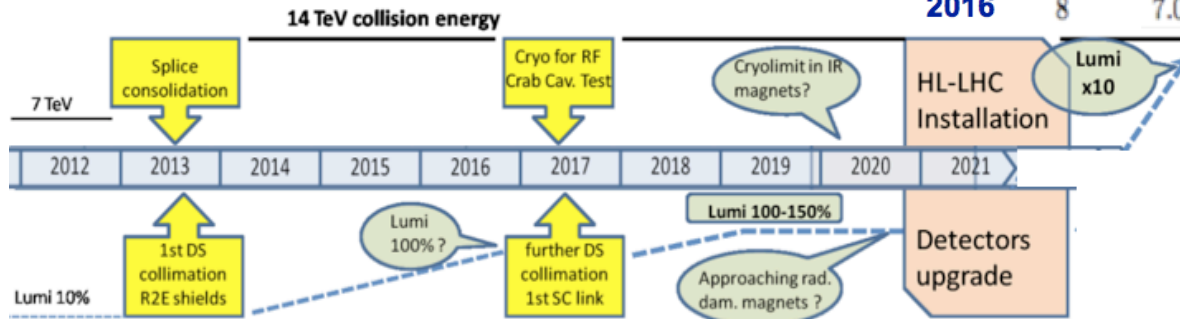 2016 8 7.0
14 TeV collision energy
Splice
consolidation
Cryo for RF
Crab Cav. Test
Cryolimit in IR
magnets?
HL-LHC
Installation
Lumi
x10
7 TeV
2012 2013 2014 2015 2016 2017 2018 2019 2020 2021
Lumi 10%
1st DS
collimation
R2E shields
Lumi
100% ?
further DS
collimation
1st SC link
Lumi 100-150%
Approaching rad.
dam. magnets ?
Detectors
upgrade